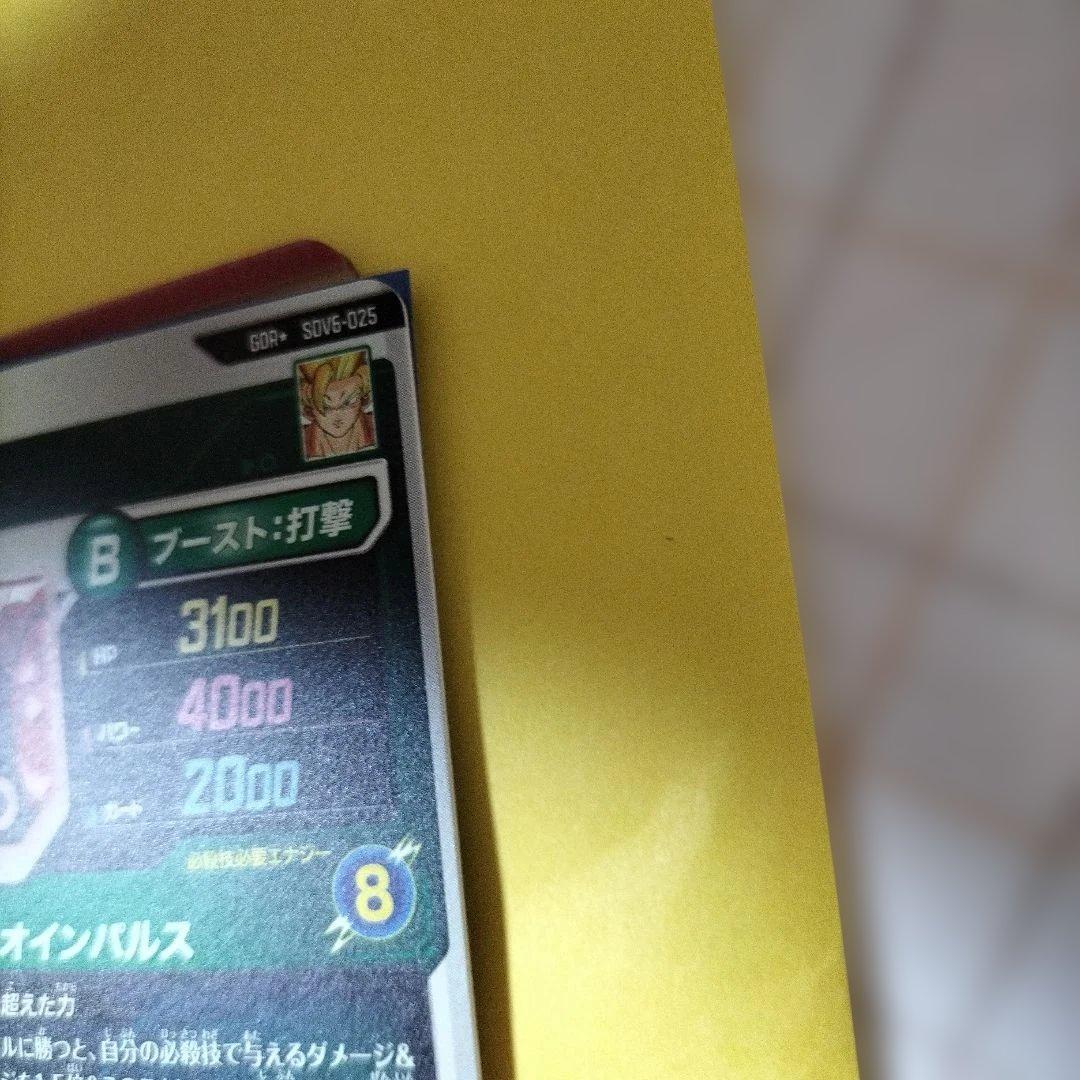 GDR★ SDV6-025
B ブースト:打撃
HP 3100
パワー 4000
ガード 2000
必殺技必要エナジー
8
オインパルス
超えた力
ルに勝つと、自分の必殺技で与えるダメージ&